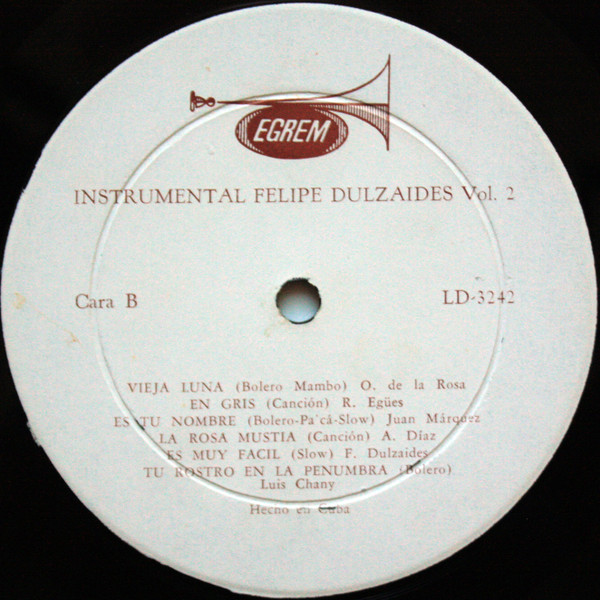 EGREM
INSTRUMENTAL FELIPE DULZAIDES Vol. 2
Cara B
LD-3242
VIEJA LUNA (Bolero Mambo) O. de la Rosa
EN GRIS (Canción) R. Egües
ES TU NOMBRE (Bolero-Pa´câ-Slow) Juan Márquez
LA ROSA MUSTIA (Canción) A. Díaz
ES MUY FACIL (Slow) F. Dulzaides
TU ROSTRO EN LA PENUMBRA (Bolero)
Luis Chany
Hecho en Cuba